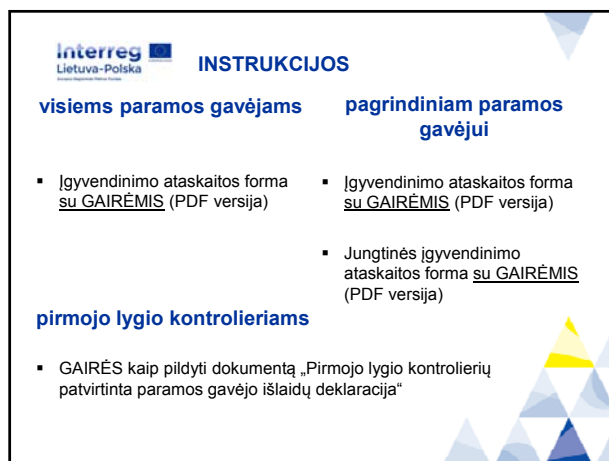 Interreg
Lietuva-Polska
INSTRUKCIJOS
visiems paramos gavėjams
▪ Įgyvendinimo ataskaitos forma
su GAIRĖMIS (PDF versija)
pagrindiniam paramos
gavėjui
▪ Įgyvendinimo ataskaitos forma
su GAIRĖMIS (PDF versija)
▪ Jungtinės įgyvendinimo
ataskaitos forma su GAIRĖMIS
(PDF versija)
pirmojo lygio kontrolieriams
▪ GAIRĖS kaip pildyti dokumentą „Pirmojo lygio kontrolierių
patvirtinta paramos gavėjo išlaidų deklaracija“